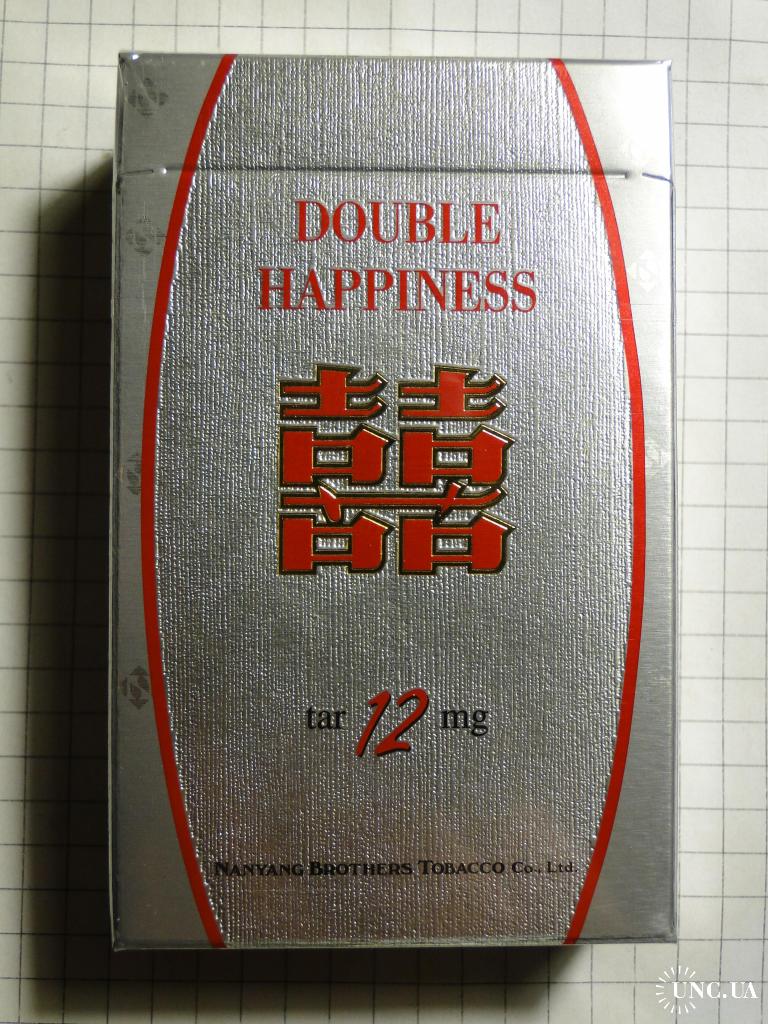 DOUBLE
HAPPINESS
囍
tar 12 mg
NANYANG BROTHERS TOBACCO Co., Ltd.
UNC.UA